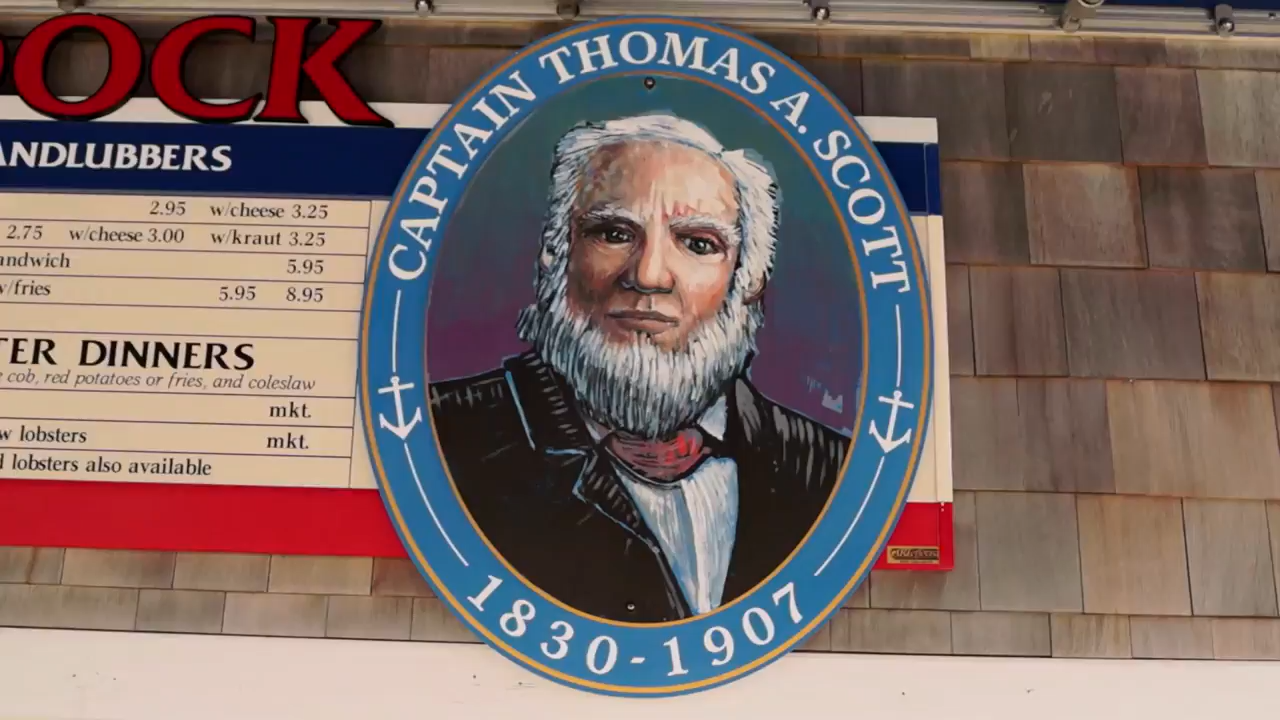 OCK
ANDLUBBERS
2.95 w/cheese 3.25
2.75 w/cheese 3.00 w/kraut 3.25
andwich 5.95
w/fries 5.95 8.95
TER DINNERS
cob, red potatoes or fries, and coleslaw
mkt.
w lobsters mkt.
lobsters also available
CAPTAIN THOMAS A. SCOTT
1830-1907